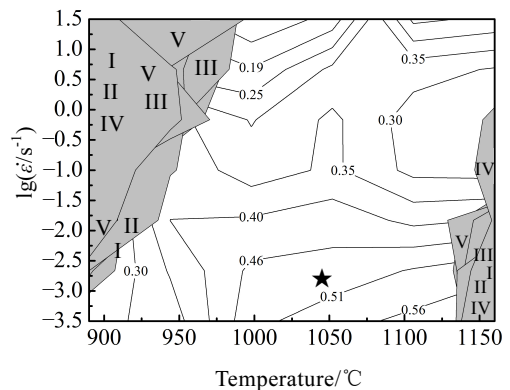 1.5
1.0
0.5
0.0
−0.5
−1.0
−1.5
−2.0
−2.5
−3.0
−3.5
lg(ε̇/s⁻¹)
V
I
V
III
II
III
IV
0.19
0.25
0.35
0.30
0.35
IV
V
II
I
0.40
0.30
0.46
0.51
0.56
V
III
I
II
IV
900 950 1000 1050 1100 1150
Temperature/℃